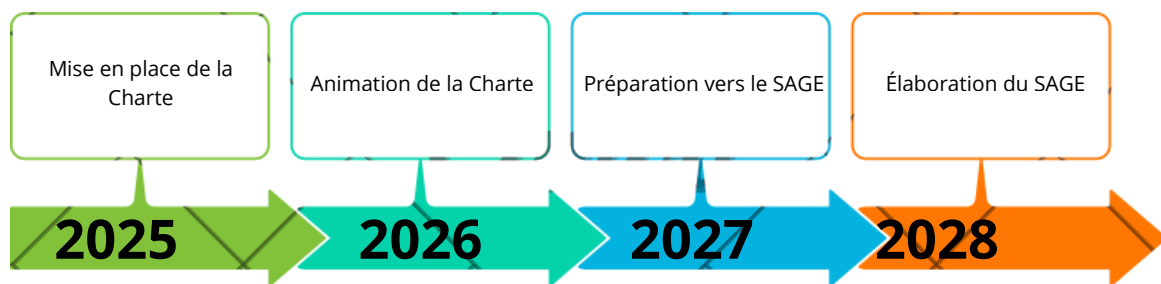 Mise en place de la
Charte
Animation de la Charte
Préparation vers le SAGE
Élaboration du SAGE
2025
2026
2027
2028